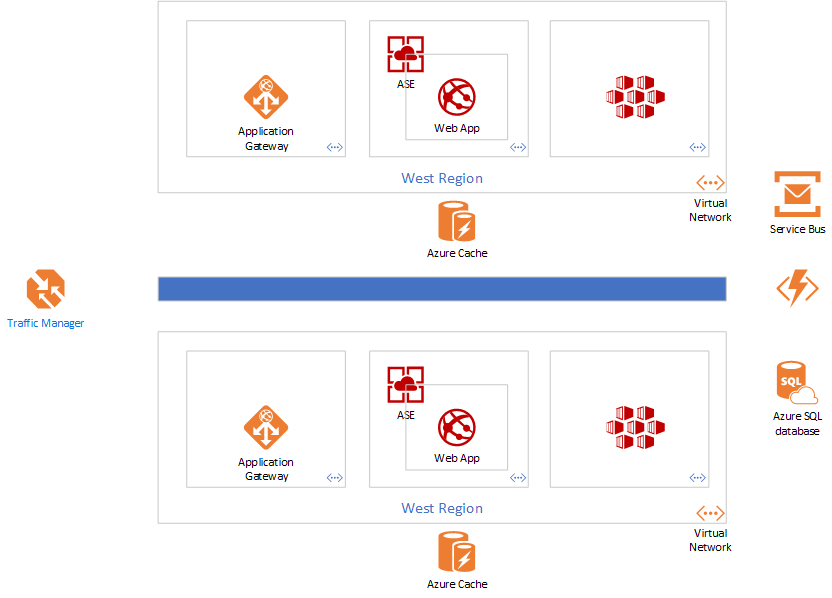 ASE
Web App
Application
Gateway
West Region
Virtual
Network
Service Bus
Azure Cache
Traffic Manager
SQL
Azure SQL
database
ASE
Web App
Application
Gateway
West Region
Virtual
Network
Azure Cache